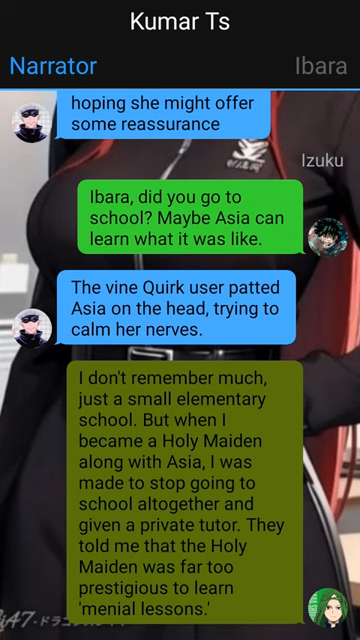 Kumar Ts
Narrator
Ibara
hoping she might offer
some reassurance
Izuku
Ibara, did you go to
school? Maybe Asia can
learn what it was like.
The vine Quirk user patted
Asia on the head, trying to
calm her nerves.
I don't remember much,
just a small elementary
school. But when I
became a Holy Maiden
along with Asia, I was
made to stop going to
school altogether and
given a private tutor. They
told me that the Holy
Maiden was far too
prestigious to learn
'menial lessons.'